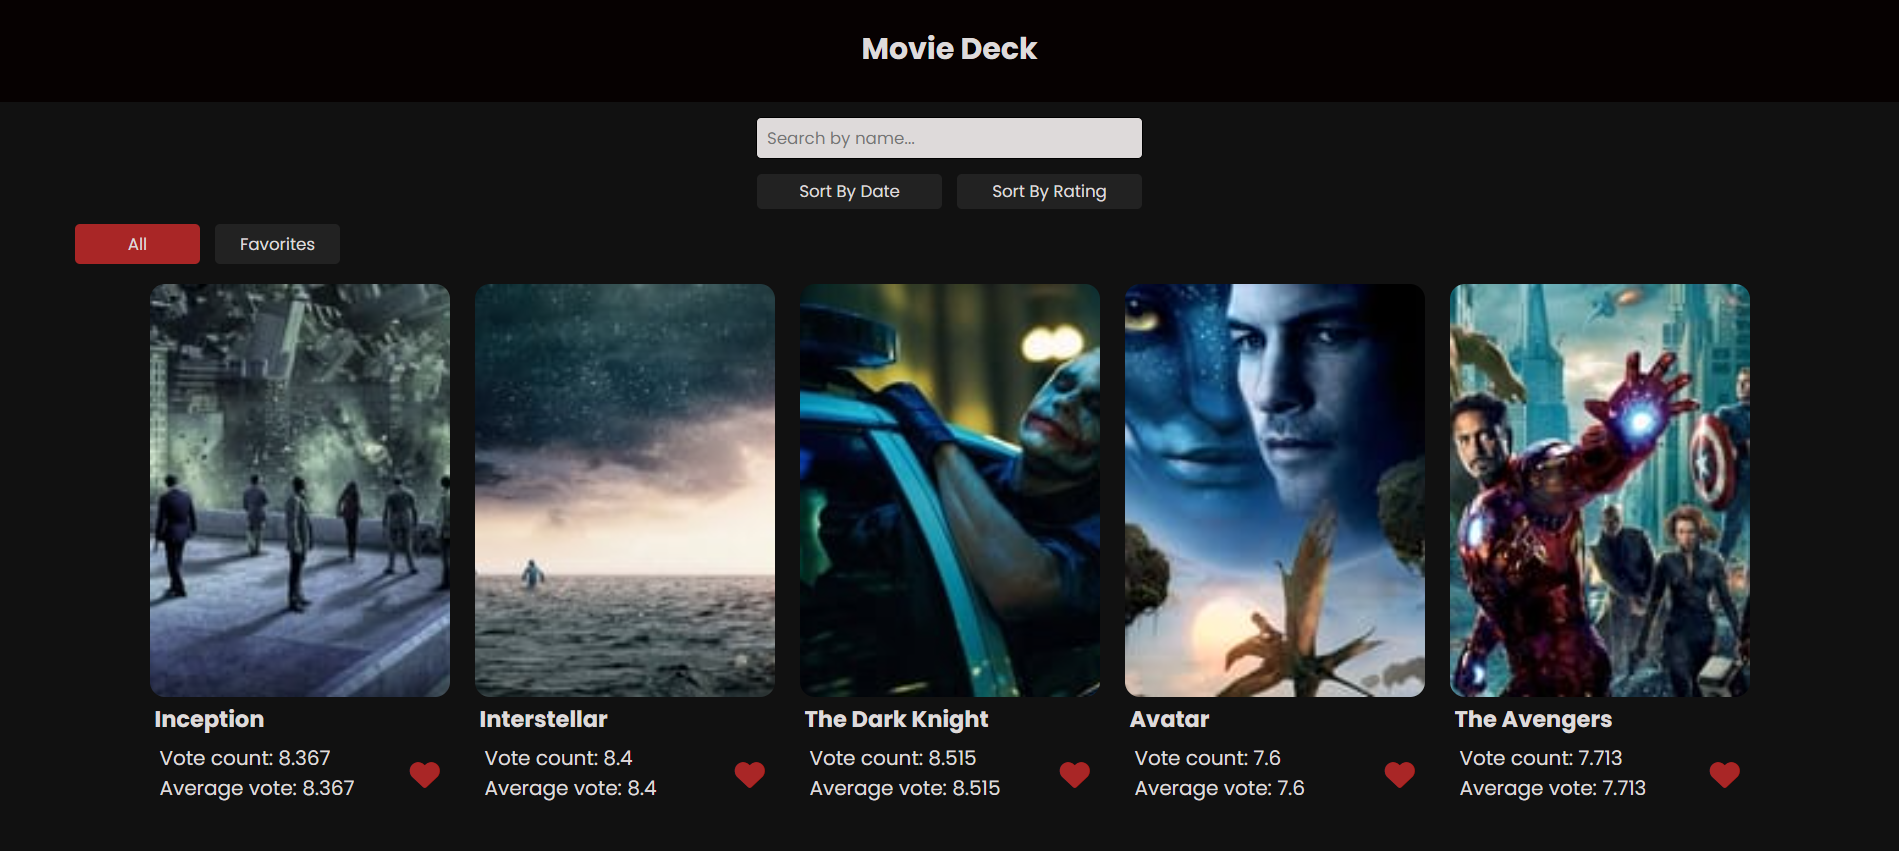 Movie Deck
Search by name...
Sort By Date Sort By Rating
All Favorites
Inception
Vote count: 8.367
Average vote: 8.367
Interstellar
Vote count: 8.4
Average vote: 8.4
The Dark Knight
Vote count: 8.515
Average vote: 8.515
Avatar
Vote count: 7.6
Average vote: 7.6
The Avengers
Vote count: 7.713
Average vote: 7.713